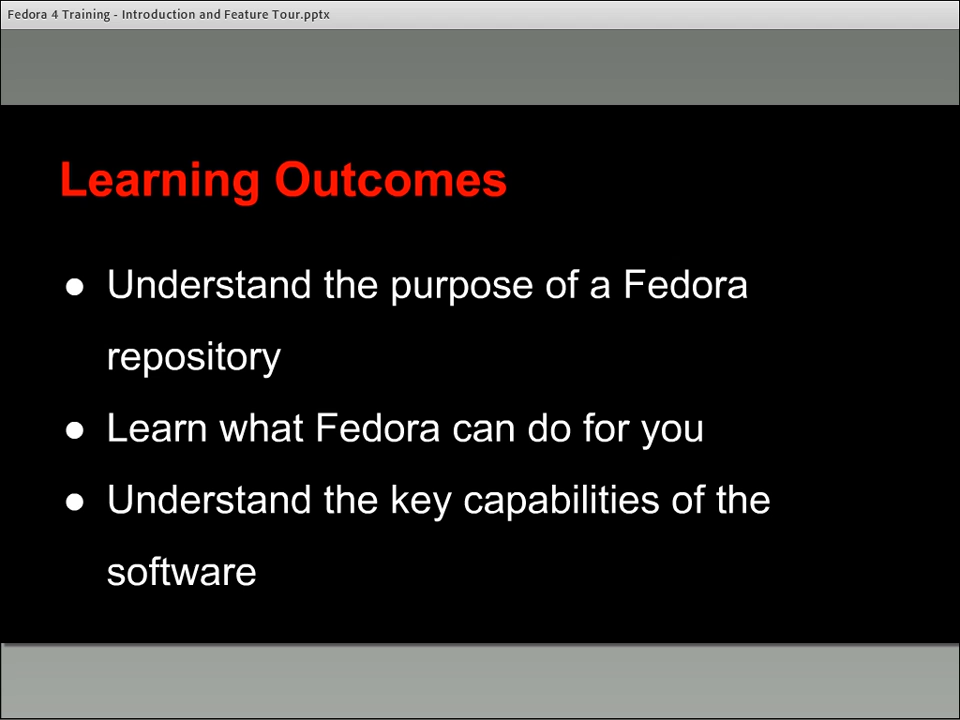 Fedora 4 Training - Introduction and Feature Tour.pptx
Learning Outcomes
● Understand the purpose of a Fedora
repository
● Learn what Fedora can do for you
● Understand the key capabilities of the
software